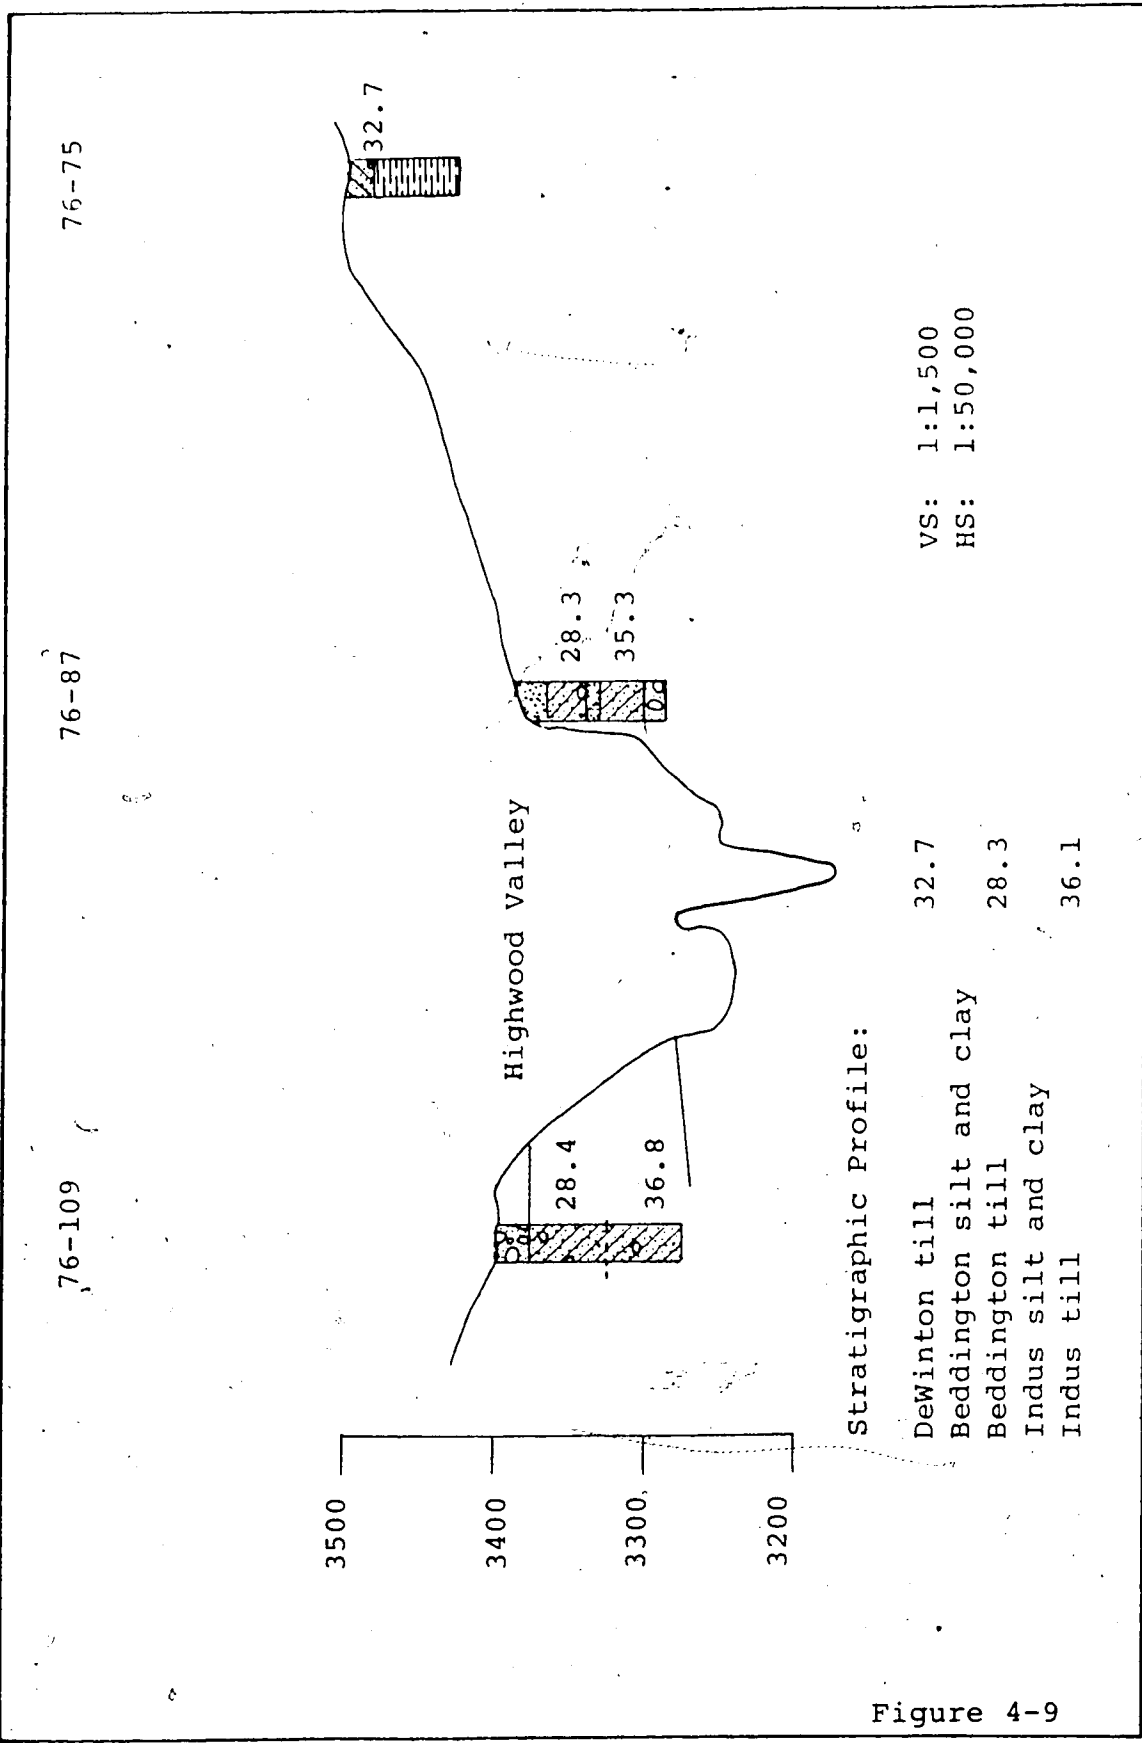 76-109
76-87
76-75
3500
3400
3300
3200
32.7
28.3
35.3
28.4
36.8
Highwood Valley
Stratigraphic Profile:
DeWinton till 32.7
Beddington silt and clay
Beddington till 28.3
Indus silt and clay
Indus till 36.1
VS: 1:1,500
HS: 1:50,000
Figure 4-9